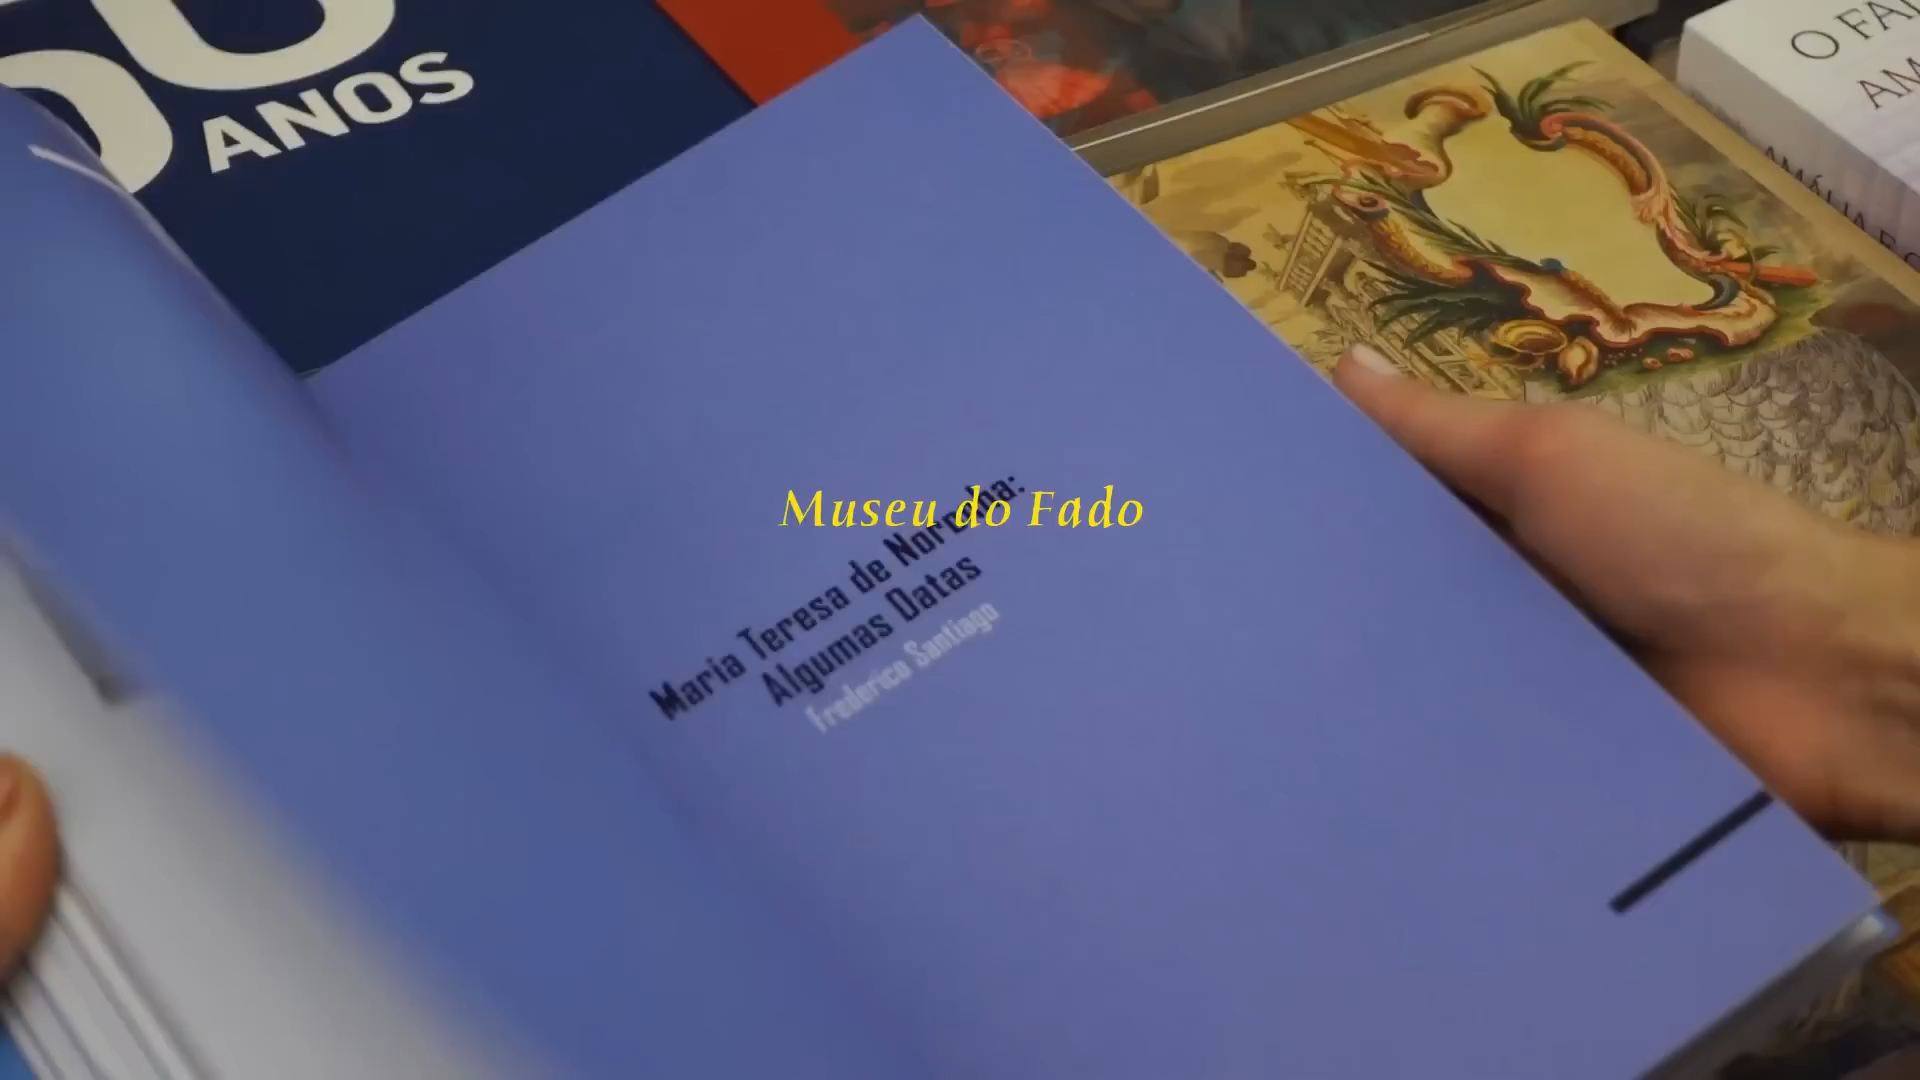 ANOS
O FA
AM
AMÁLIA
Museu do Fado
Maria Teresa de Noronha:
Algumas Datas
Frederico Santiago